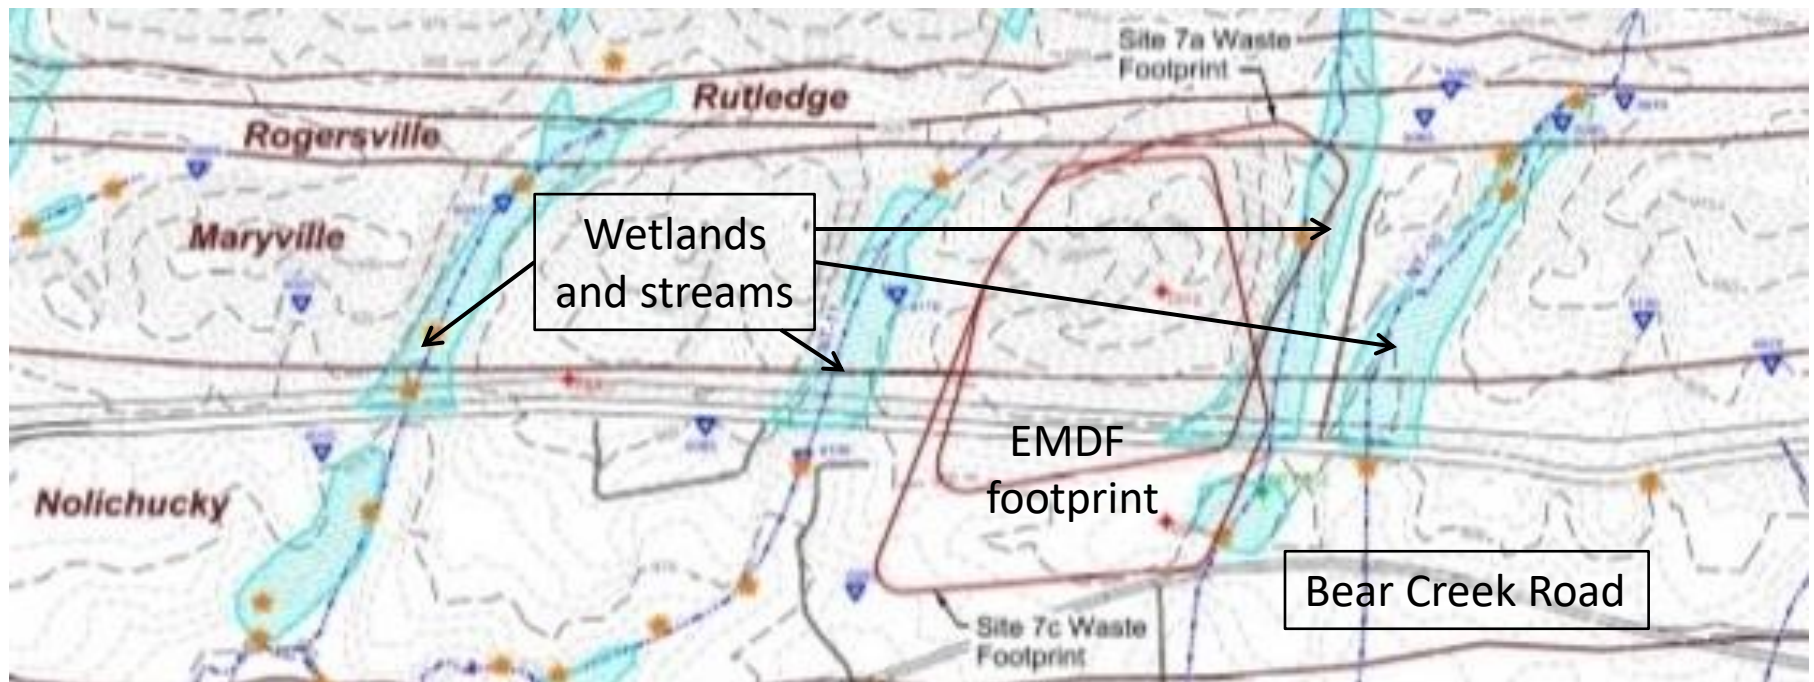 Site 7a Waste
Footprint
Rutledge
Rogersville
Maryville
Wetlands
and streams
EMDF
footprint
Nolichucky
Bear Creek Road
Site 7c Waste
Footprint